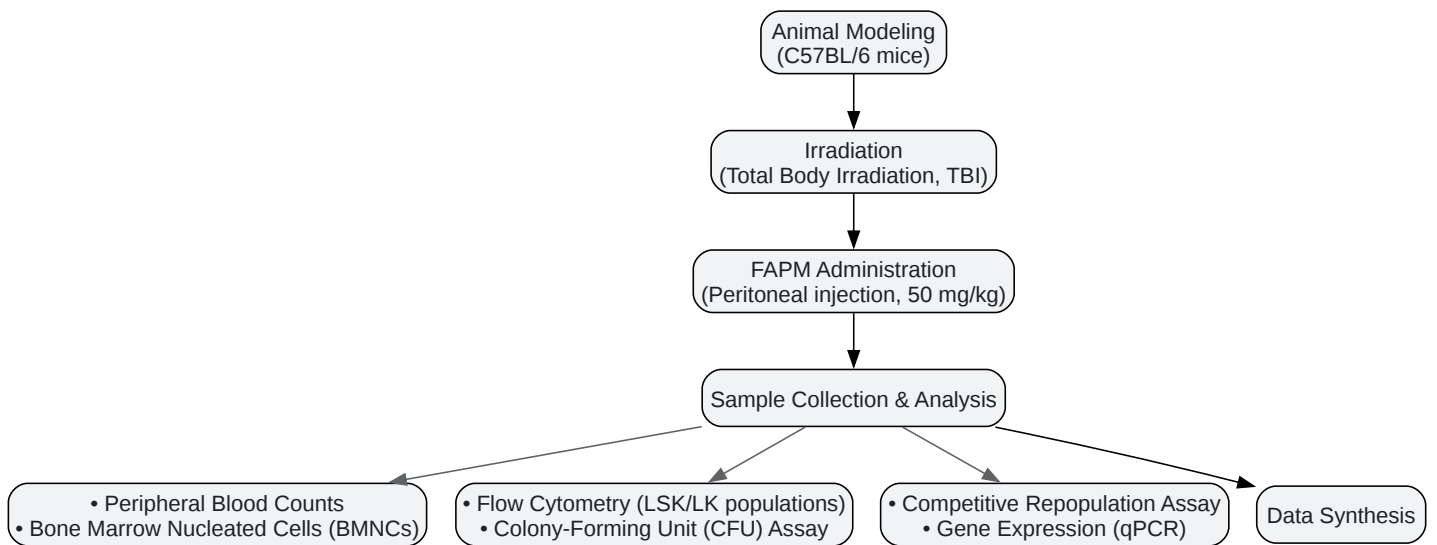 Animal Modeling
(C57BL/6 mice)
Irradiation
(Total Body Irradiation, TBI)
FAPM Administration
(Peritoneal injection, 50 mg/kg)
Sample Collection & Analysis
• Peripheral Blood Counts
• Bone Marrow Nucleated Cells (BMNCs)
• Flow Cytometry (LSK/LK populations)
• Colony-Forming Unit (CFU) Assay
• Competitive Repopulation Assay
• Gene Expression (qPCR)
Data Synthesis